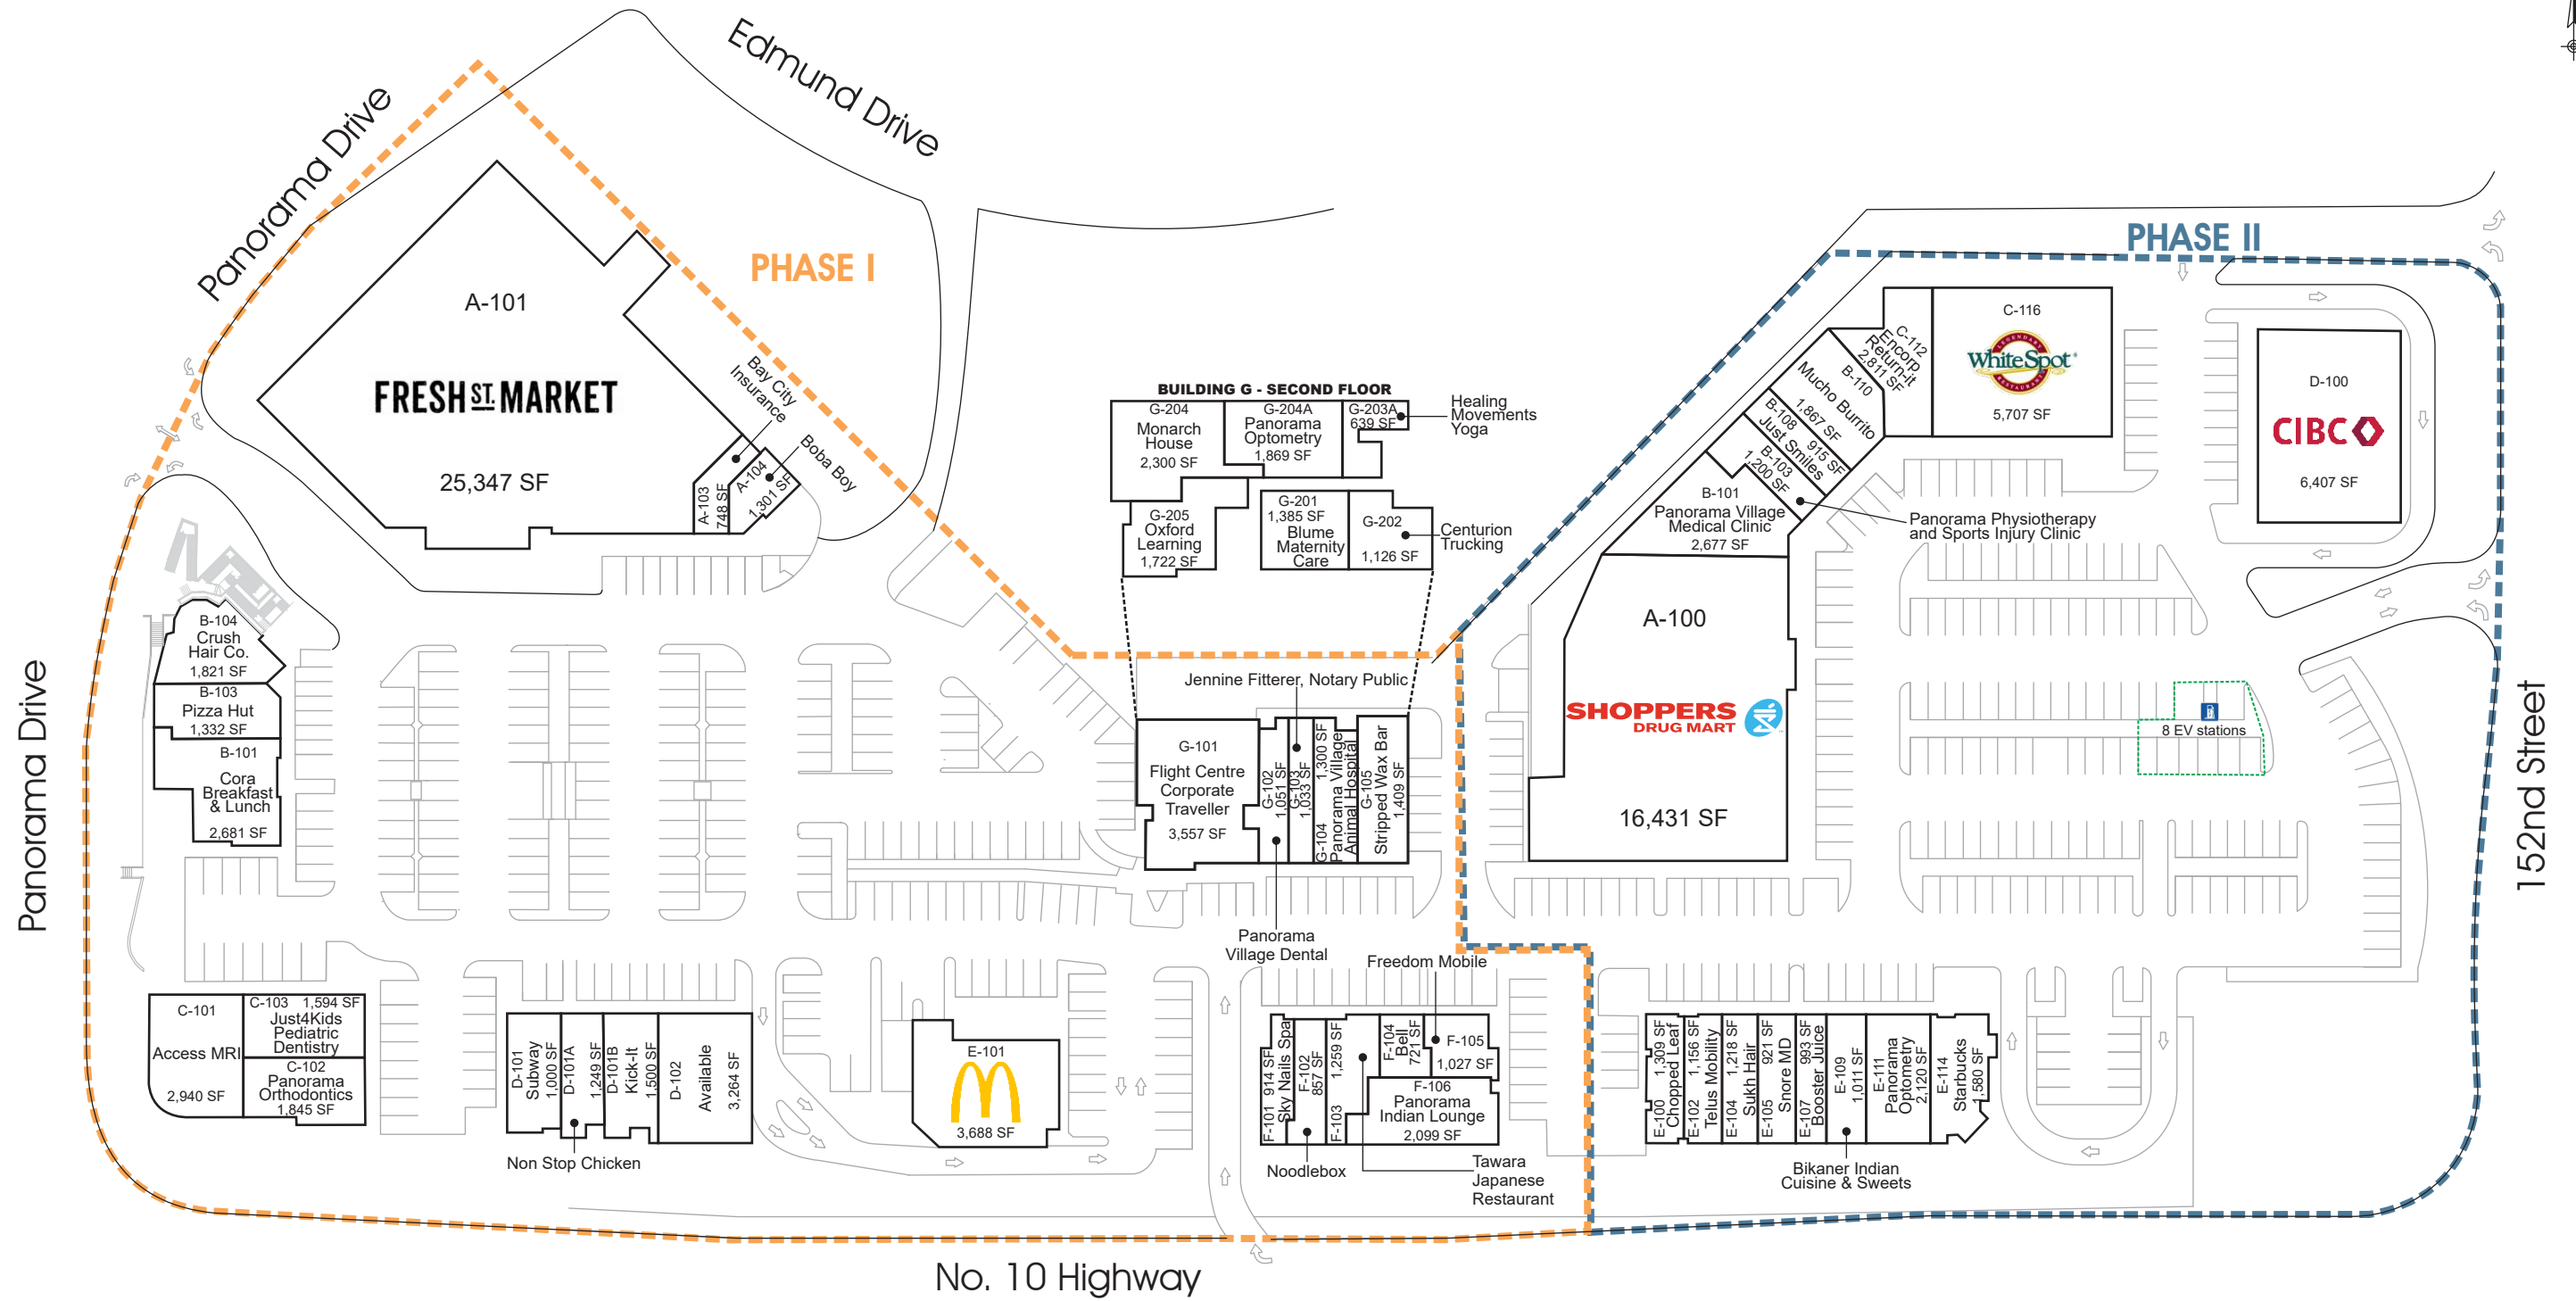 Edmund Drive
Panorama Drive
PHASE I
PHASE II
A-101
FRESH ST. MARKET
25,347 SF
Bay City
Insurance
A-103
748 SF
Boba Boy
A-104
1,301 SF
B-104
Crush
Hair Co.
1,821 SF
B-103
Pizza Hut
1,332 SF
B-101
Cora
Breakfast
& Lunch
2,681 SF
Panorama Drive
C-101
Access MRI
2,940 SF
C-103 1,594 SF
Just4Kids
Pediatric
Dentistry
C-102
Panorama
Orthodontics
1,845 SF
D-101
Subway
1,000 SF
D-101A
1,249 SF
Non Stop Chicken
D-101B
Kick-It
1,500 SF
D-102
Available
3,264 SF
E-101
3,688 SF
BUILDING G - SECOND FLOOR
G-204
Monarch
House
2,300 SF
G-204A
Panorama
Optometry
1,869 SF
G-203A
639 SF
Healing
Movements
Yoga
G-205
Oxford
Learning
1,722 SF
G-201
1,385 SF
Blume
Maternity
Care
G-202
1,126 SF
Centurion
Trucking
Jennine Fitterer, Notary Public
G-101
Flight Centre
Corporate
Traveller
3,557 SF
G-102
1,051 SF
G-103
1,033 SF
G-104 1,300 SF
Panorama Village
Animal Hospital
G-105
Stripped Wax Bar
1,409 SF
Panorama
Village Dental
Freedom Mobile
F-101 914 SF
Sky Nails Spa
F-102
857 SF
Noodlebox
F-103 1,259 SF
Tawara
Japanese
Restaurant
F-104
Bell
721 SF
F-105
1,027 SF
F-106
Panorama
Indian Lounge
2,099 SF
C-116
LEGENDARY
White Spot
RESTAURANTS
5,707 SF
C-112
Encorp
Return-it
2,811 SF
B-110
Mucho Burrito
1,867 SF
B-108 915 SF
Just Smiles
B-103
1,200 SF
Panorama Physiotherapy
and Sports Injury Clinic
B-101
Panorama Village
Medical Clinic
2,677 SF
A-100
SHOPPERS
DRUG MART
16,431 SF
D-100
CIBC
6,407 SF
8 EV stations
152nd Street
E-100 1,309 SF
Chopped Leaf
E-102 1,156 SF
Telus Mobility
E-104 1,218 SF
Sukh Hair
E-105 921 SF
Snore MD
E-107 993 SF
Booster Juice
E-109
1,011 SF
Bikaner Indian
Cuisine & Sweets
E-111
Panorama
Optometry
2,120 SF
E-114
Starbucks
1,580 SF
No. 10 Highway